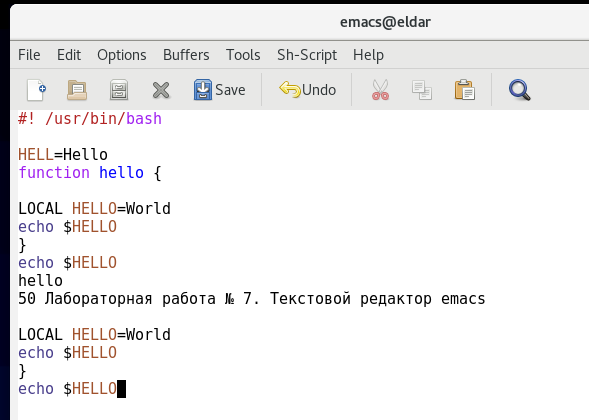 emacs@eldar
File Edit Options Buffers Tools Sh-Script Help
Save Undo
#! /usr/bin/bash
HELL=Hello
function hello {
LOCAL HELLO=World
echo $HELLO
}
echo $HELLO
hello
50 Лабораторная работа № 7. Текстовой редактор emacs
LOCAL HELLO=World
echo $HELLO
}
echo $HELLO